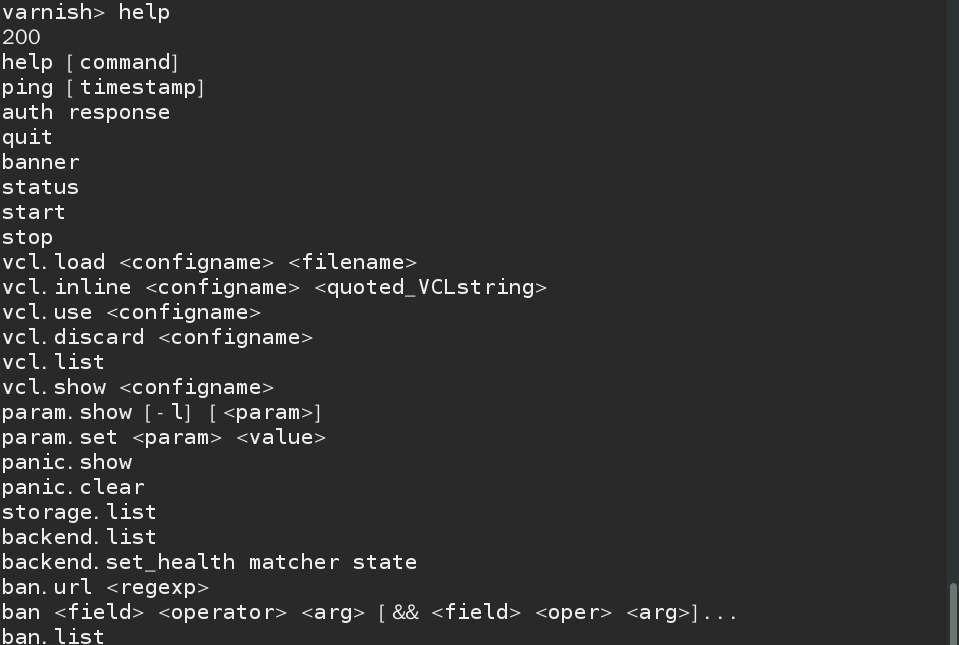 varnish> help
200
help [command]
ping [timestamp]
auth response
quit
banner
status
start
stop
vcl.load <configname> <filename>
vcl.inline <configname> <quoted_VCLstring>
vcl.use <configname>
vcl.discard <configname>
vcl.list
vcl.show <configname>
param.show [-l] [<param>]
param.set <param> <value>
panic.show
panic.clear
storage.list
backend.list
backend.set_health matcher state
ban.url <regexp>
ban <field> <operator> <arg> [&& <field> <oper> <arg>]...
ban.list